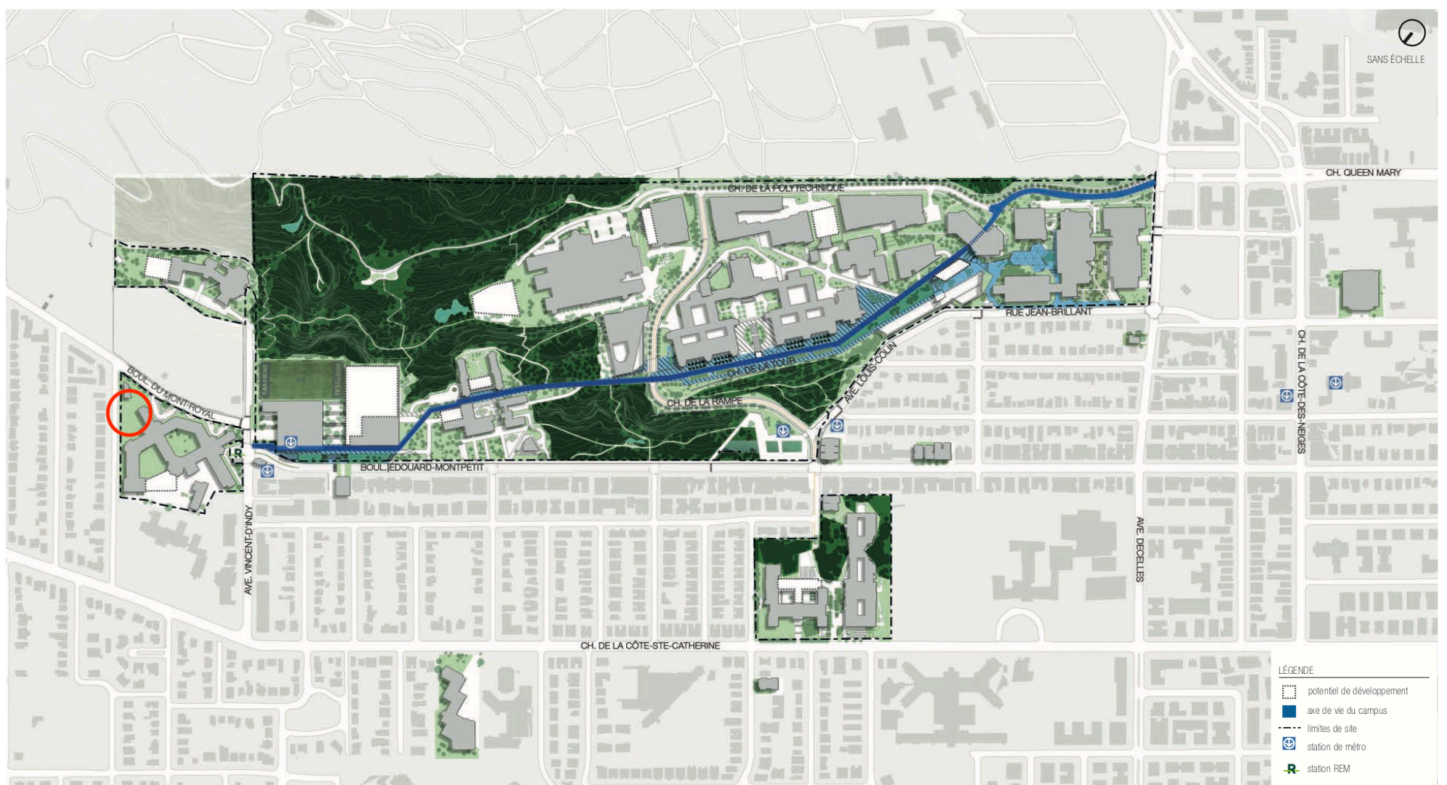 SANS ÉCHELLE
CH. QUEEN MARY
CH. DE LA POLYTECHNIQUE
RUE JEAN-BRILLANT
CH. DE LA CÔTE-DES-NEIGES
CH. DE LA TOUR
AVE. LOUIS-COLIN
BOUL. DU MONT-ROYAL
CH. DE LA RAMPE
R
BOUL. ÉDOUARD-MONTPETIT
AVE. VINCENT-D'INDY
AVE. DECELLES
CH. DE LA CÔTE-STE-CATHERINE
LÉGENDE
potentiel de développement
axe de vie du campus
limites de site
station de métro
R station REM